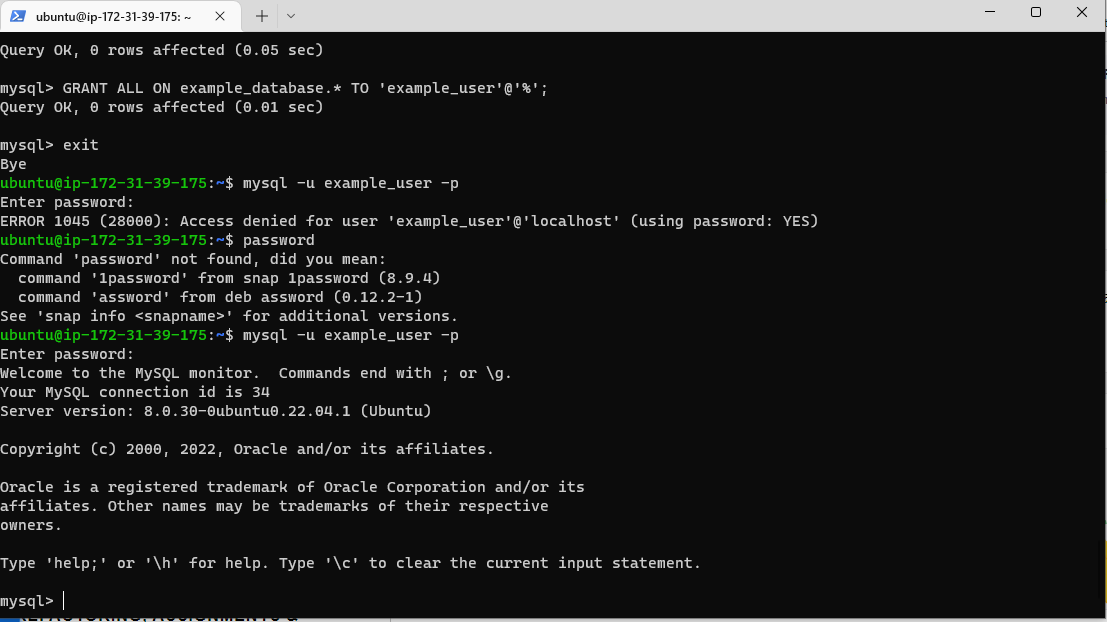 ubuntu@ip-172-31-39-175: ~
Query OK, 0 rows affected (0.05 sec)
mysql> GRANT ALL ON example_database.* TO 'example_user'@'%';
Query OK, 0 rows affected (0.01 sec)
mysql> exit
Bye
ubuntu@ip-172-31-39-175:~$ mysql -u example_user -p
Enter password:
ERROR 1045 (28000): Access denied for user 'example_user'@'localhost' (using password: YES)
ubuntu@ip-172-31-39-175:~$ password
Command 'password' not found, did you mean:
  command '1password' from snap 1password (8.9.4)
  command 'assword' from deb assword (0.12.2-1)
See 'snap info <snapname>' for additional versions.
ubuntu@ip-172-31-39-175:~$ mysql -u example_user -p
Enter password:
Welcome to the MySQL monitor.  Commands end with ; or \g.
Your MySQL connection id is 34
Server version: 8.0.30-0ubuntu0.22.04.1 (Ubuntu)
Copyright (c) 2000, 2022, Oracle and/or its affiliates.
Oracle is a registered trademark of Oracle Corporation and/or its
affiliates. Other names may be trademarks of their respective
owners.
Type 'help;' or '\h' for help. Type '\c' to clear the current input statement.
mysql>